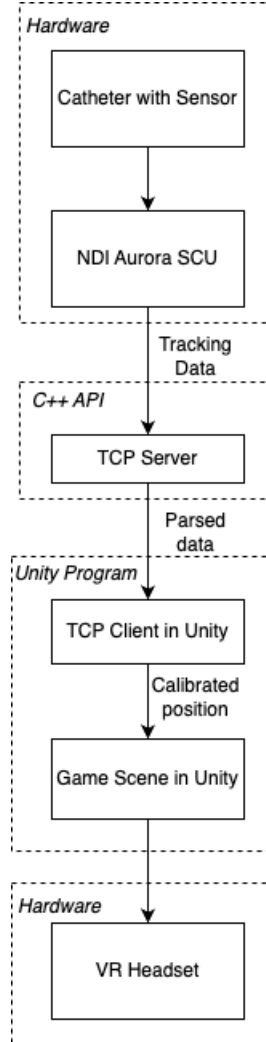 Hardware
Catheter with Sensor
NDI Aurora SCU
Tracking
Data
C++ API
TCP Server
Parsed
data
Unity Program
TCP Client in Unity
Calibrated
position
Game Scene in Unity
Hardware
VR Headset